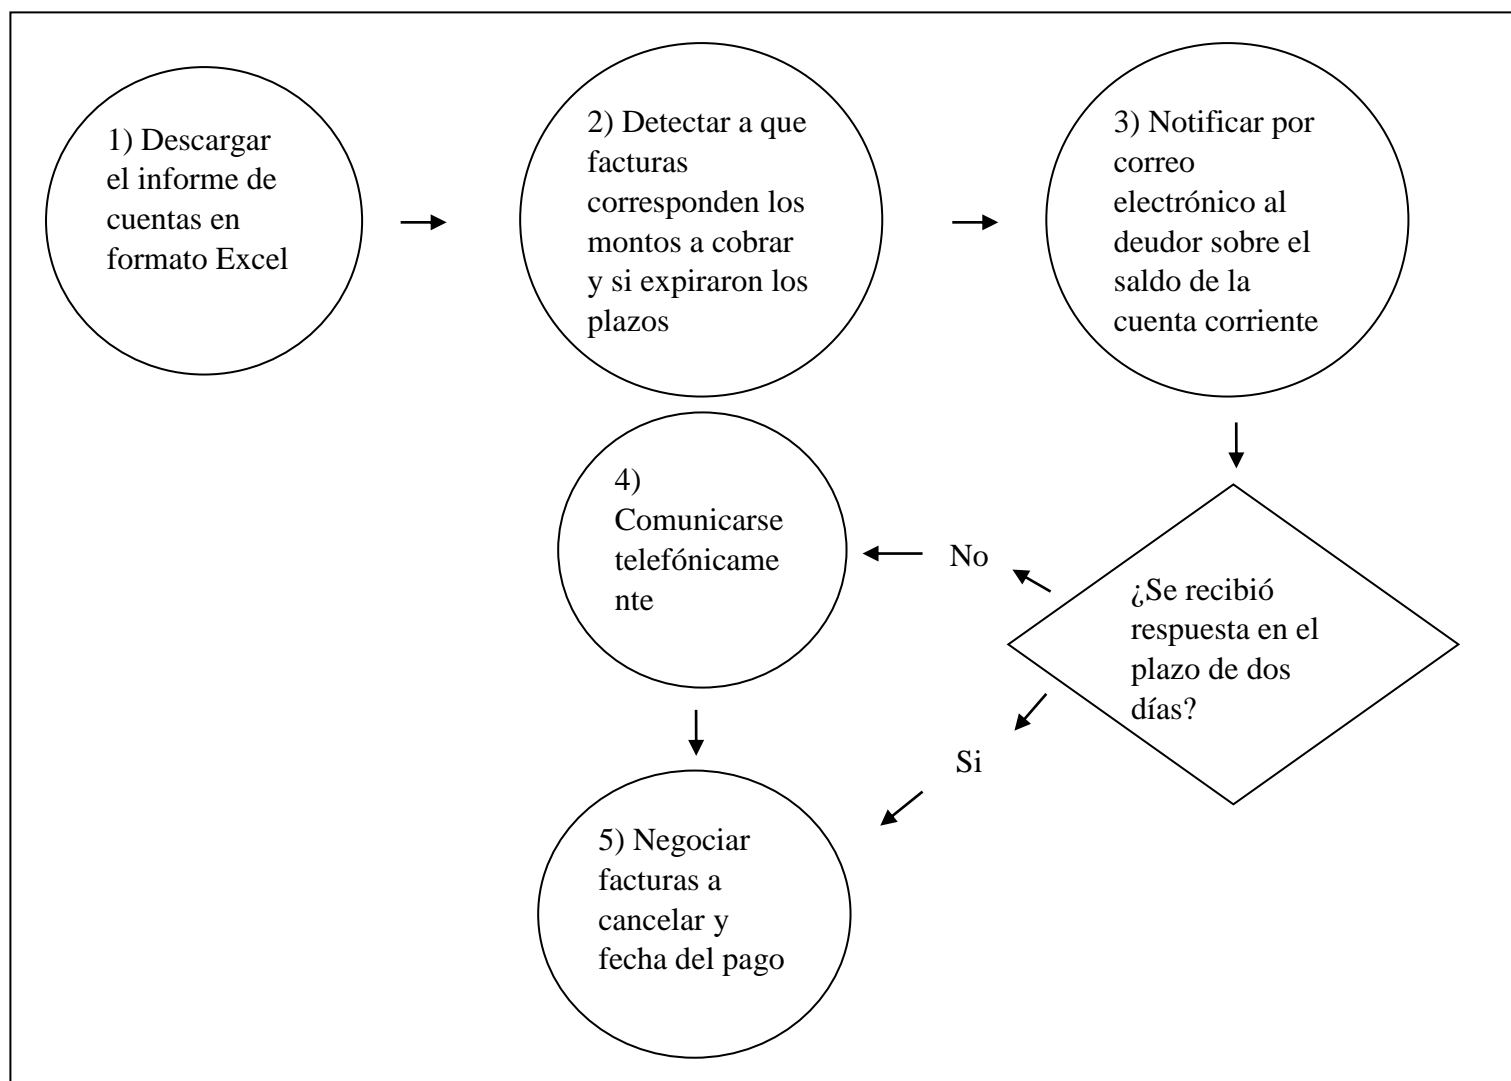 1) Descargar
el informe de
cuentas en
formato Excel
2) Detectar a que
facturas
corresponden los
montos a cobrar
y si expiraron los
plazos
3) Notificar por
correo
electrónico al
deudor sobre el
saldo de la
cuenta corriente
¿Se recibió
respuesta en el
plazo de dos
días?
No
4)
Comunicarse
telefónicame
nte
Si
5) Negociar
facturas a
cancelar y
fecha del pago